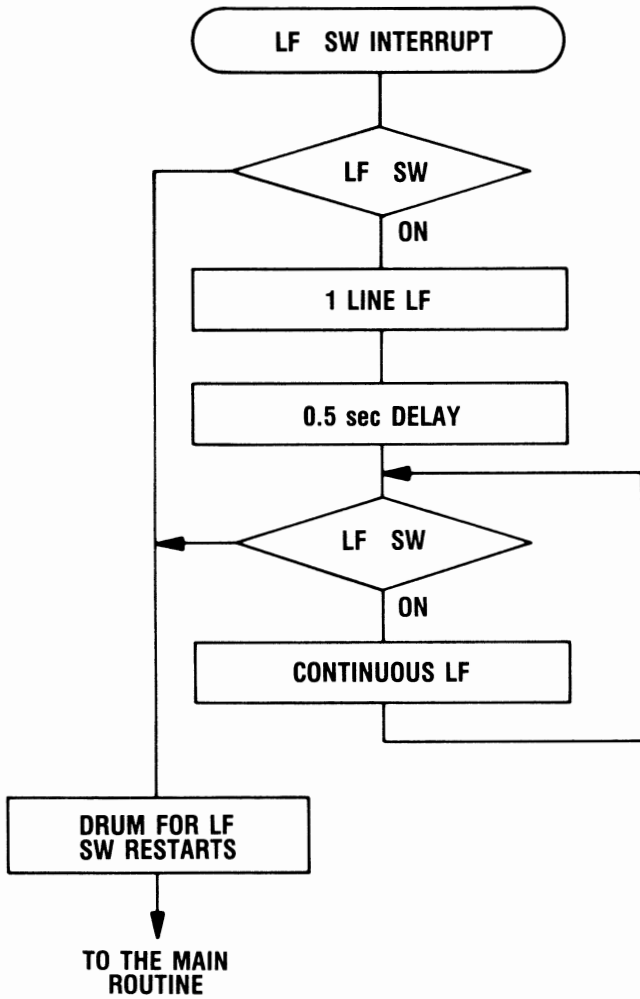 LF SW INTERRUPT
LF SW
ON
1 LINE LF
0.5 sec DELAY
LF SW
ON
CONTINUOUS LF
DRUM FOR LF
SW RESTARTS
TO THE MAIN
ROUTINE